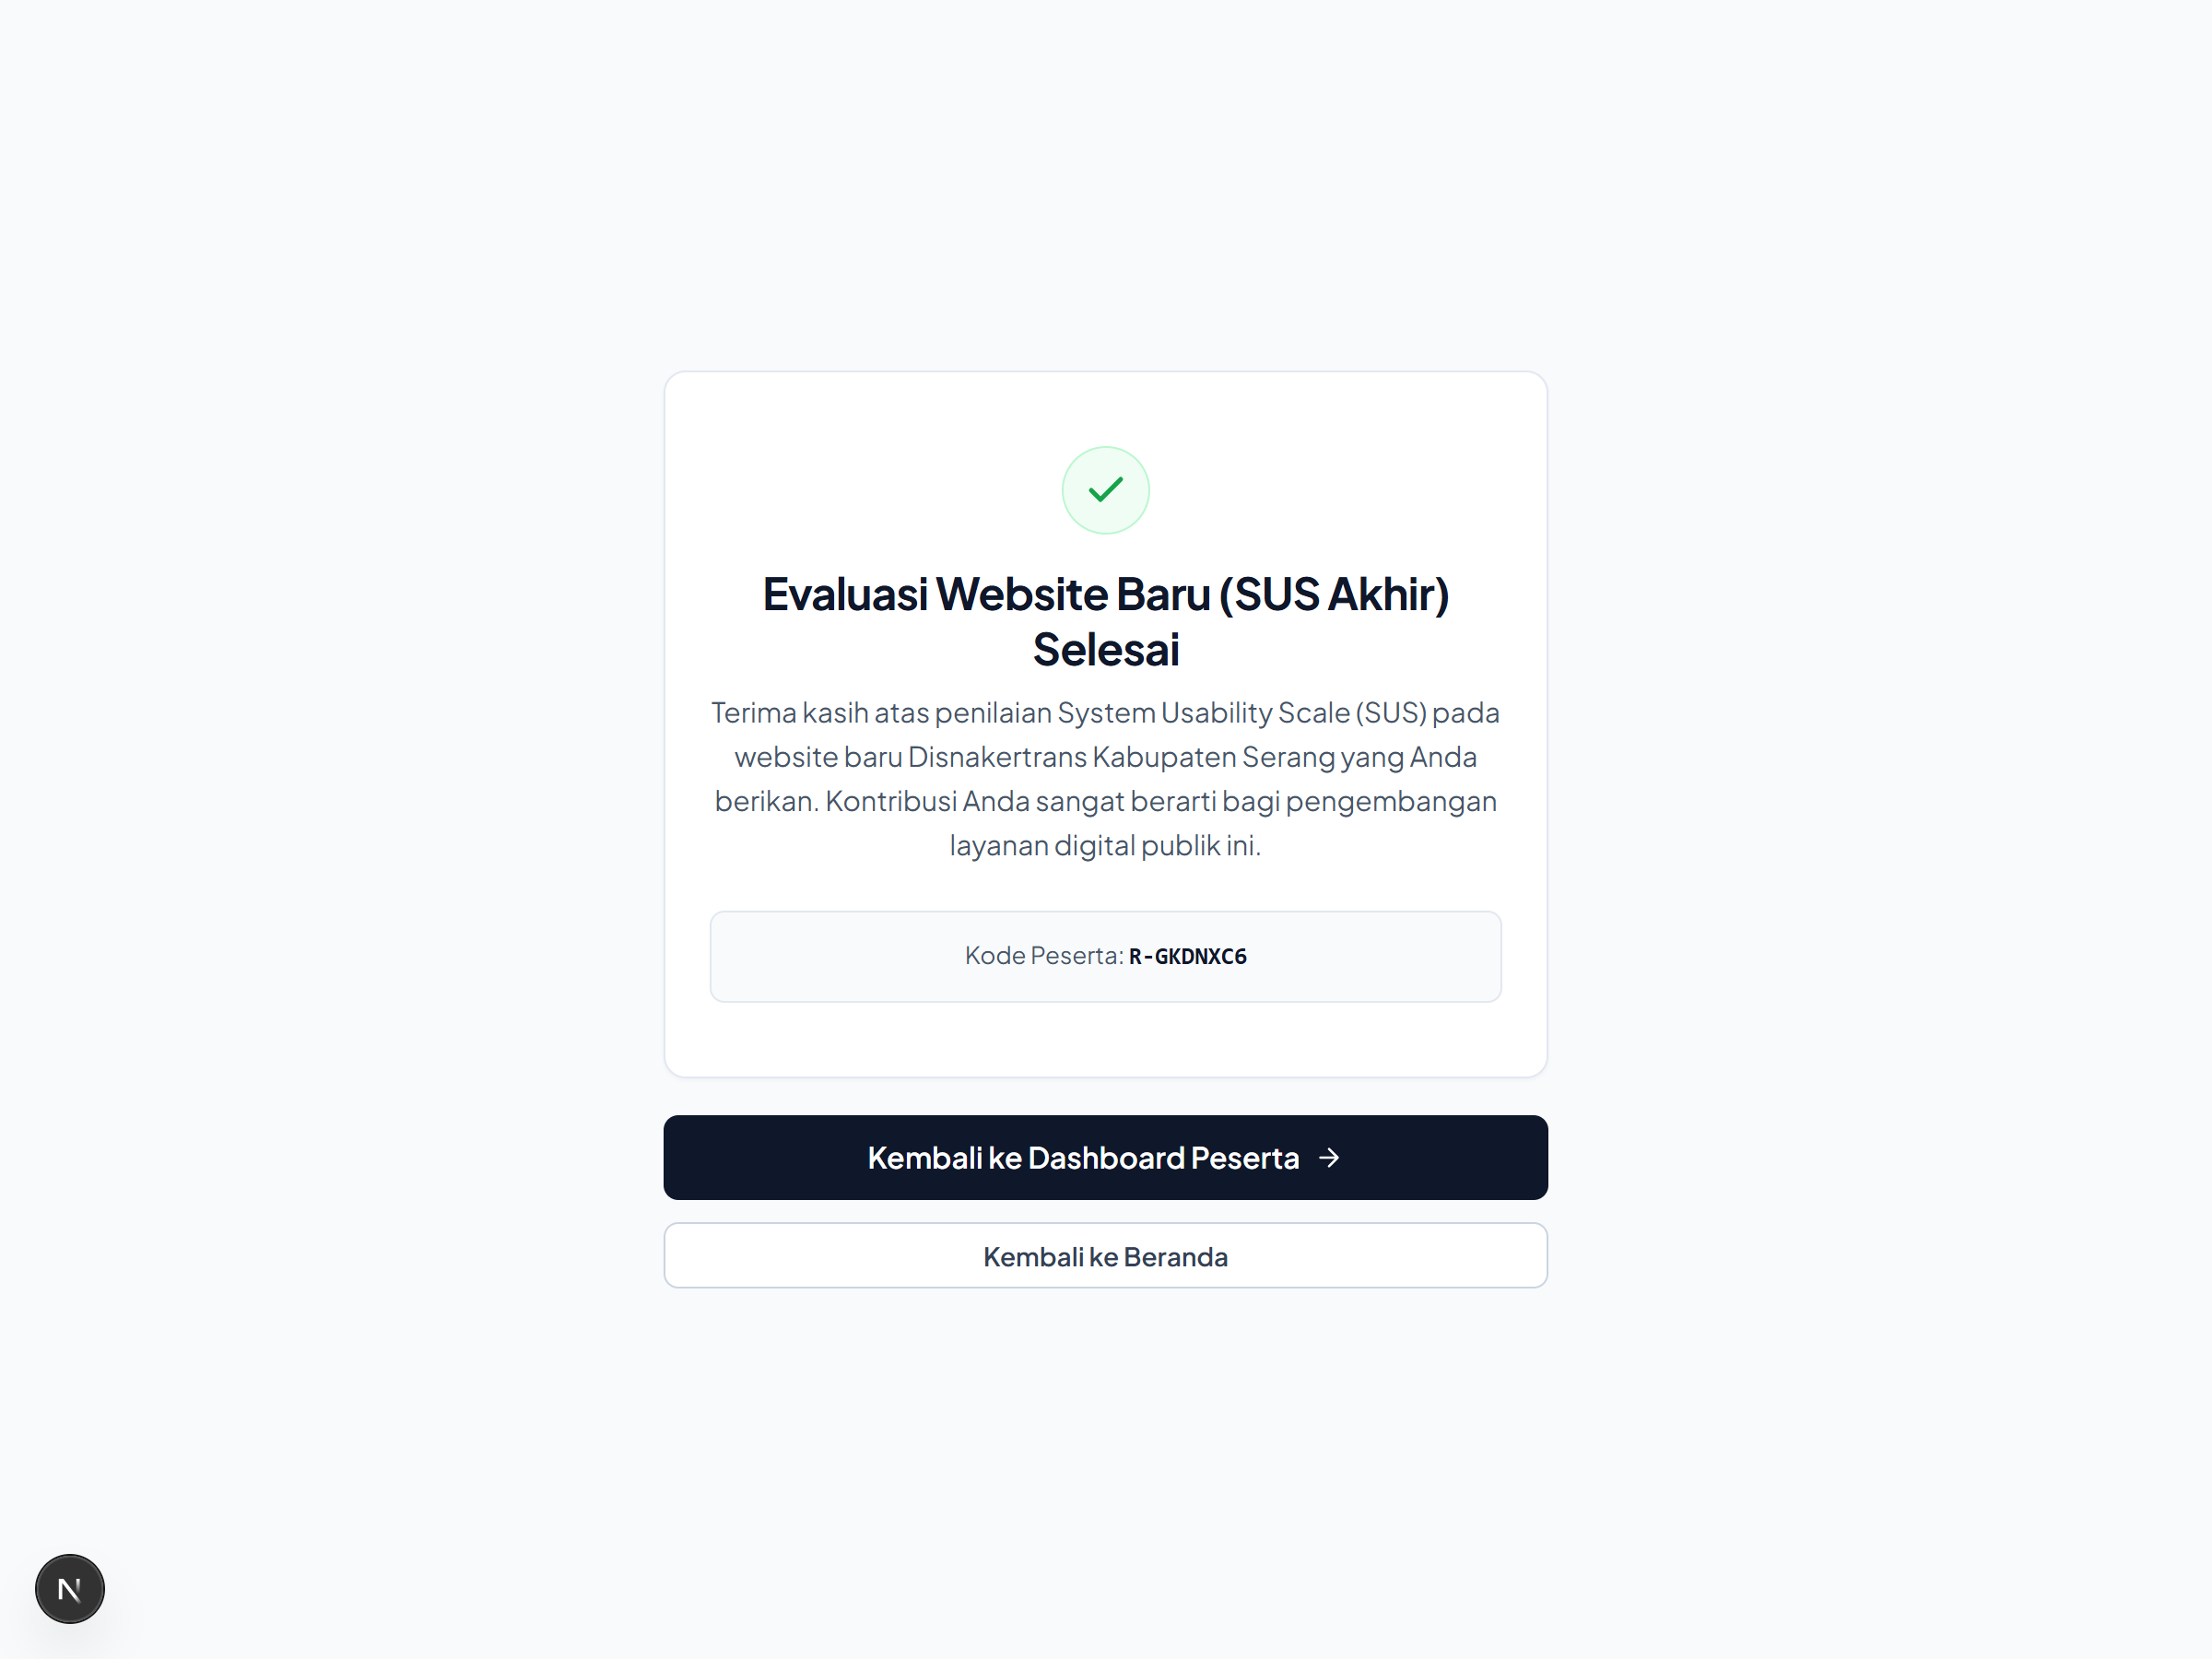 Evaluasi Website Baru (SUS Akhir)
Selesai
Terima kasih atas penilaian System Usability Scale (SUS) pada
website baru Disnakertrans Kabupaten Serang yang Anda
berikan. Kontribusi Anda sangat berarti bagi pengembangan
layanan digital publik ini.
Kode Peserta: R-GKDNXC6
Kembali ke Dashboard Peserta →
Kembali ke Beranda
N